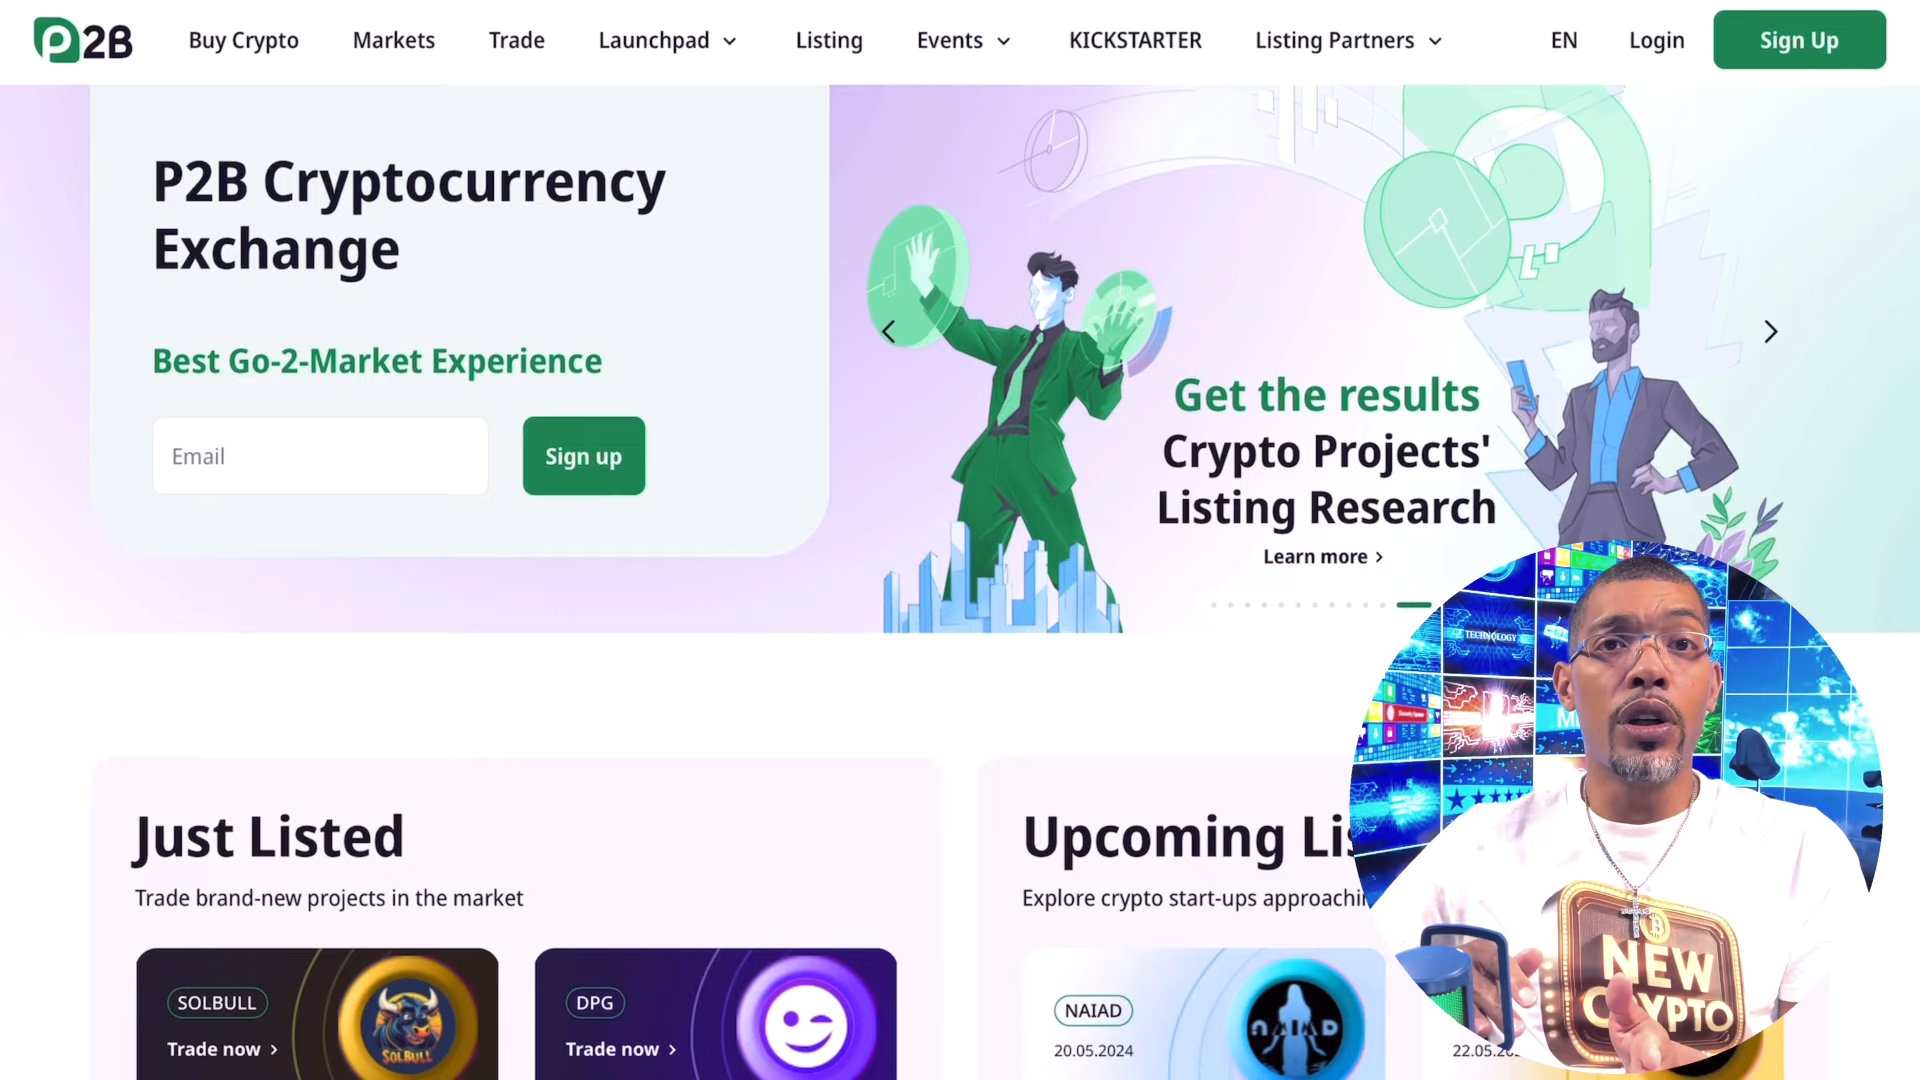 P2B
Buy Crypto
Markets
Trade
Launchpad
Listing
Events
KICKSTARTER
Listing Partners
EN
Login
Sign Up
P2B Cryptocurrency
Exchange
Best Go-2-Market Experience
Email
Sign up
Get the results
Crypto Projects'
Listing Research
Learn more
TECHNOLOGY
Just Listed
Trade brand-new projects in the market
SOLBULL
Trade now
SOLBULL
DPG
Trade now
Upcoming
Explore crypto start-ups
NAIAD
20.05.2024
NAIAD
22.05.
NEW
CRYPTO